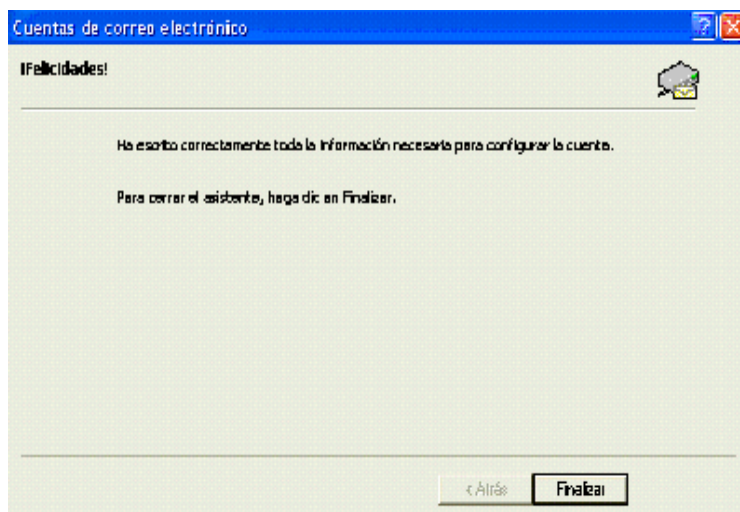 Cuentas de correo electrónico
¡Felicidades!
Ha escrito correctamente toda la información necesaria para configurar la cuenta.
Para cerrar el asistente, haga clic en Finalizar.
< Atrás
Finalizar